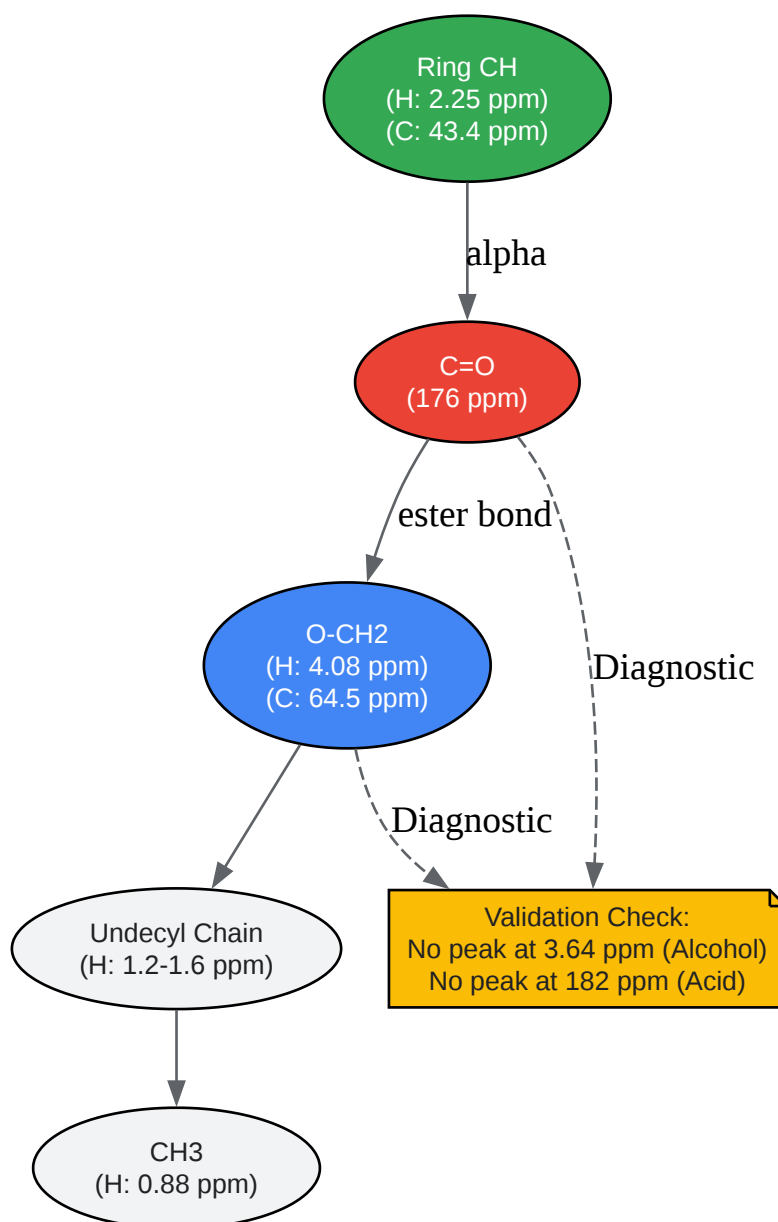 Ring CH
(H: 2.25 ppm)
(C: 43.4 ppm)
alpha
C=O
(176 ppm)
ester bond
O-CH2
(H: 4.08 ppm)
(C: 64.5 ppm)
Diagnostic
Diagnostic
Undecyl Chain
(H: 1.2-1.6 ppm)
Validation Check:
No peak at 3.64 ppm (Alcohol)
No peak at 182 ppm (Acid)
CH3
(H: 0.88 ppm)